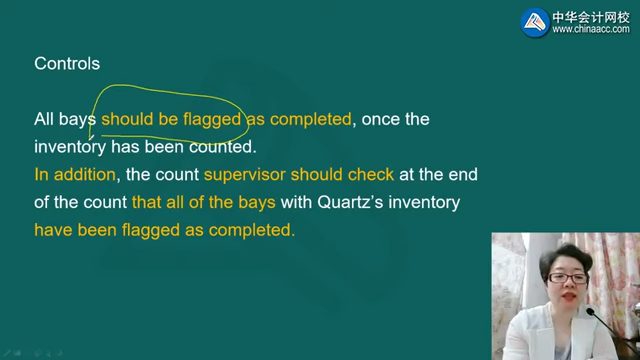 中华会计网校
www.chinaacc.com
Controls
All bays should be flagged as completed, once the
inventory has been counted.
In addition, the count supervisor should check at the end
of the count that all of the bays with Quartz's inventory
have been flagged as completed.